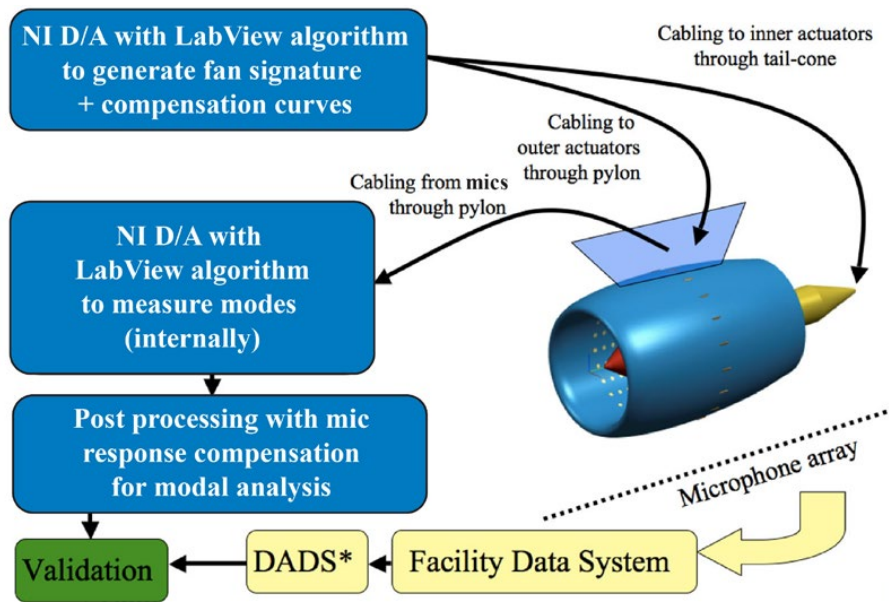 NI D/A with LabView algorithm
to generate fan signature
+ compensation curves
Cabling to inner actuators
through tail-cone
Cabling to
outer actuators
through pylon
Cabling from mics
through pylon
NI D/A with
LabView algorithm
to measure modes
(internally)
Post processing with mic
response compensation
for modal analysis
Microphone array
Validation
DADS*
Facility Data System